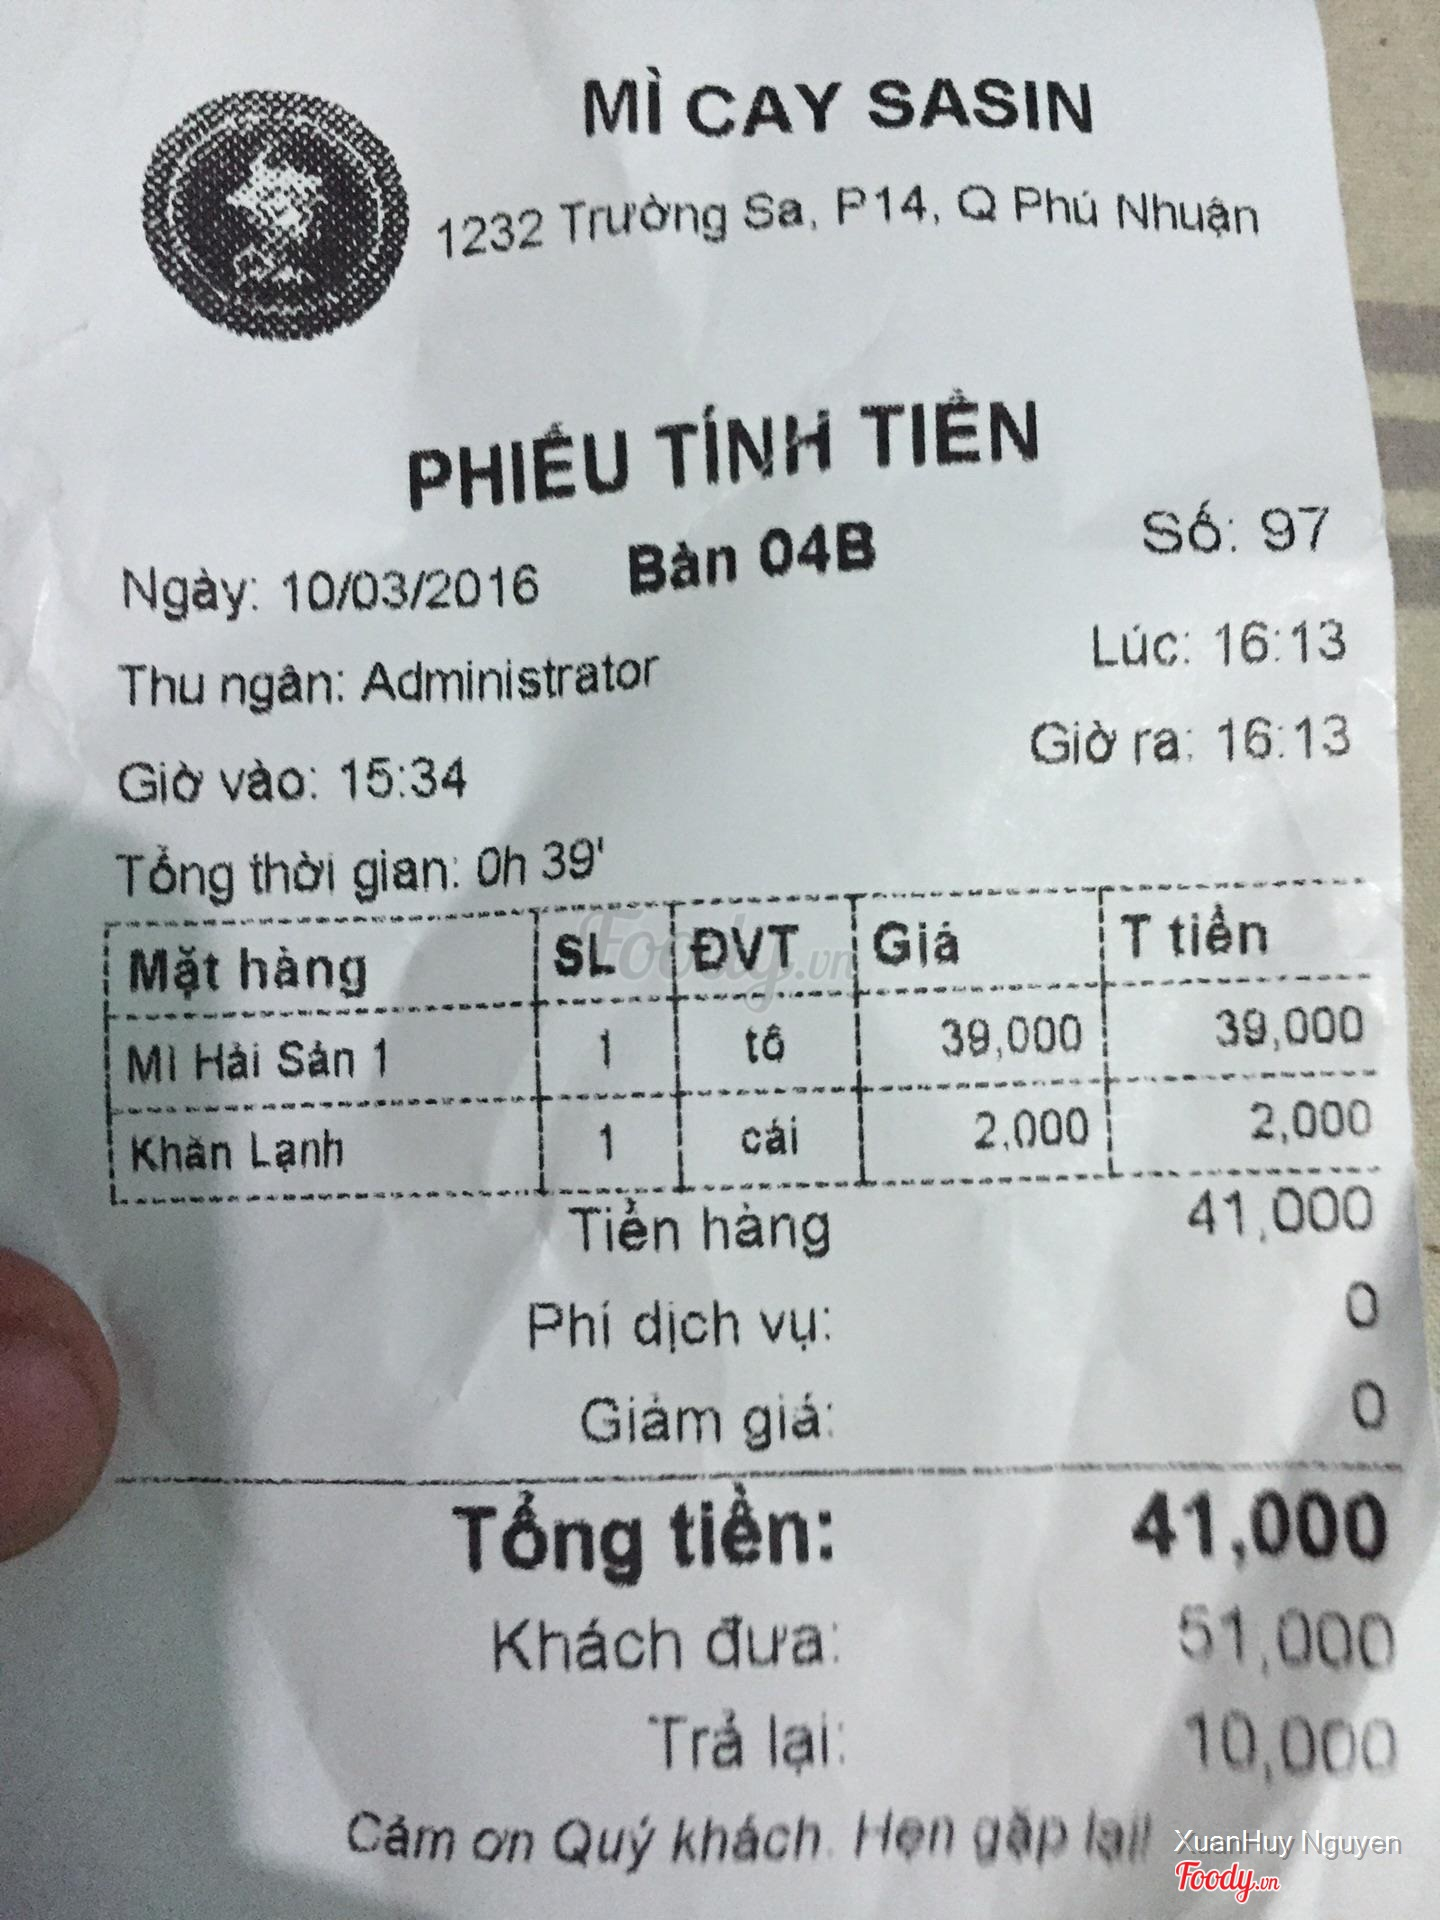 MÌ CAY SASIN
1232 Trường Sa, P14, Q Phú Nhuận
PHIẾU TÍNH TIỀN
Bàn 04B
Số: 97
Ngày: 10/03/2016
Lúc: 16:13
Thu ngân: Administrator
Giờ ra: 16:13
Giờ vào: 15:34
Tổng thời gian: 0h 39'
Mặt hàng SL ĐVT Giá T tiền
Mì Hải Sản 1 1 tô 39,000 39,000
Khăn Lạnh 1 cái 2,000 2,000
Tiền hàng 41,000
Phí dịch vụ: 0
Giảm giá: 0
Tổng tiền: 41,000
Khách đưa: 51,000
Trả lại: 10,000
Cảm ơn Quý khách. Hẹn gặp lại!
XuanHuy Nguyen
Foody.vn
Foody.vn